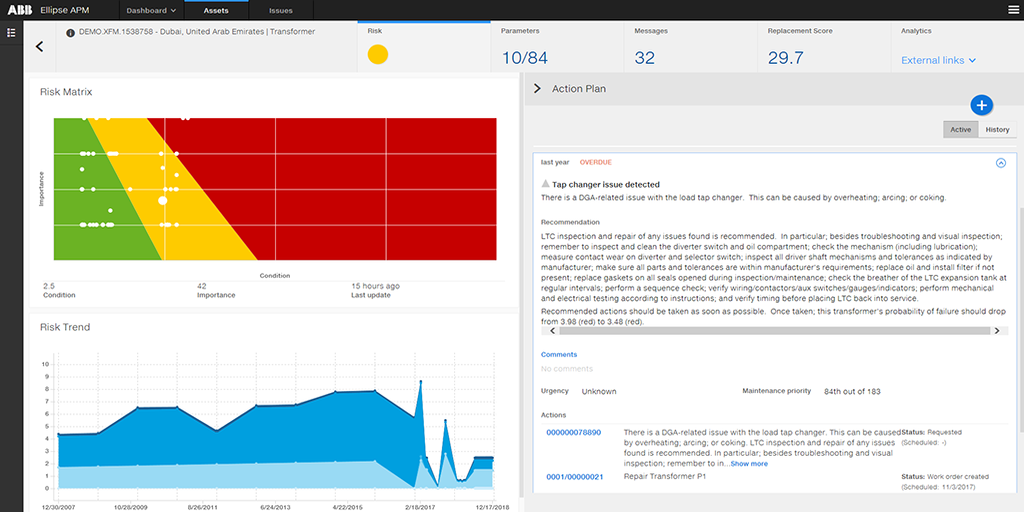 ABB Ellipse APM
Dashboard
Assets
Issues
DEMO.XFM.1538758 - Dubai, United Arab Emirates | Transformer
Risk
Parameters
10/84
Messages
32
Replacement Score
29.7
Analytics
External links
Risk Matrix
Importance
Condition
2.5
Condition
42
Importance
15 hours ago
Last update
Risk Trend
10
9
8
7
6
5
4
3
2
1
0
12/30/2007
10/28/2009
8/26/2011
6/24/2013
4/22/2015
2/18/2017
12/17/2018
Action Plan
Active
History
last year OVERDUE
Tap changer issue detected
There is a DGA-related issue with the load tap changer. This can be caused by overheating; arcing; or coking.
Recommendation
LTC inspection and repair of any issues found is recommended. In particular; besides troubleshooting and visual inspection;
remember to inspect and clean the diverter switch and oil compartment; check the mechanism (including lubrication);
measure contact wear on diverter and selector switch; inspect all driver shaft mechanisms and tolerances as indicated by
manufacturer; make sure all parts and tolerances are within manufacturer's requirements; replace oil and install filter if not
present; replace gaskets on all seals opened during inspection/maintenance; check the breather of the LTC expansion tank at
regular intervals; perform a sequence check; verify wiring/contactors/aux switches/gauges/indicators; perform mechanical
and electrical testing according to instructions; and verify timing before placing LTC back into service.
Recommended actions should be taken as soon as possible. Once taken; this transformer's probability of failure should drop
from 3.98 (red) to 3.48 (red).
Comments
No comments
Urgency Unknown
Maintenance priority 84th out of 183
Actions
000000078890
There is a DGA-related issue with the load tap changer. This can be caused
by overheating; arcing; or coking. LTC inspection and repair of any issues
found is recommended. In particular; besides troubleshooting and visual
inspection; remember to in...Show more
Status: Requested
(Scheduled: -)
0001/00000021
Repair Transformer P1
Status: Work order created
(Scheduled: 11/3/2017)